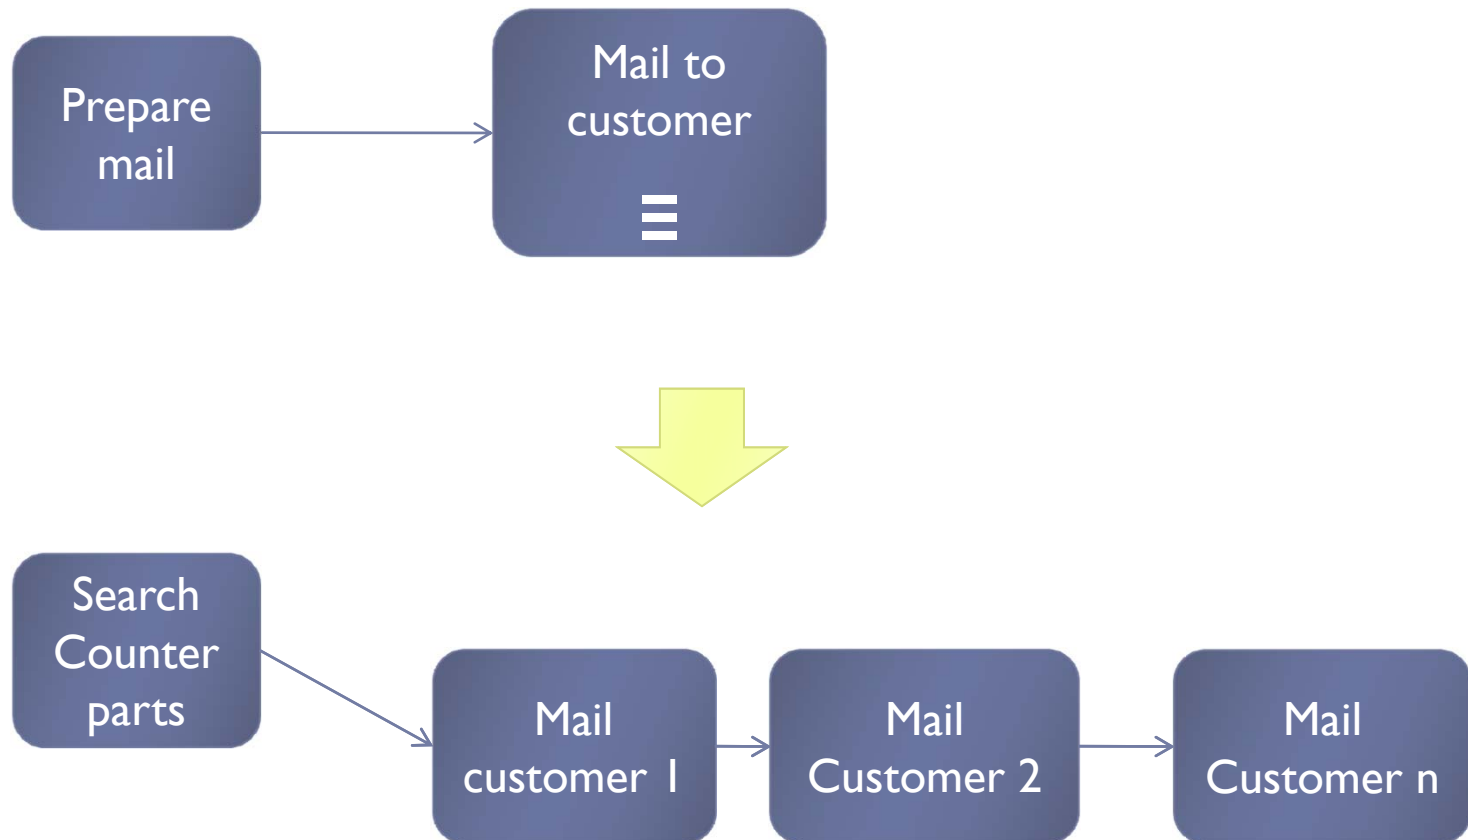 Prepare
mail
Mail to
customer
Search
Counter
parts
Mail
customer 1
Mail
Customer 2
Mail
Customer n